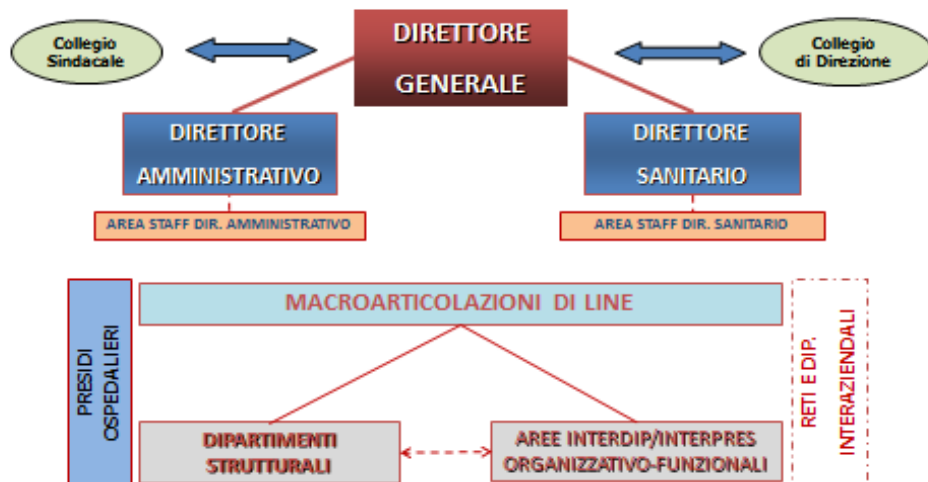 Collegio
Sindacale
DIRETTORE
GENERALE
Collegio
di Direzione
DIRETTORE
AMMINISTRATIVO
DIRETTORE
SANITARIO
AREA STAFF DIR. AMMINISTRATIVO
AREA STAFF DIR. SANITARIO
PRESIDI
OSPEDALIERI
MACROARTICOLAZIONI DI LINE
RETI E DIP.
INTERAZIENDALI
DIPARTIMENTI
STRUTTURALI
AREE INTERDIP/INTERPRES
ORGANIZZATIVO-FUNZIONALI